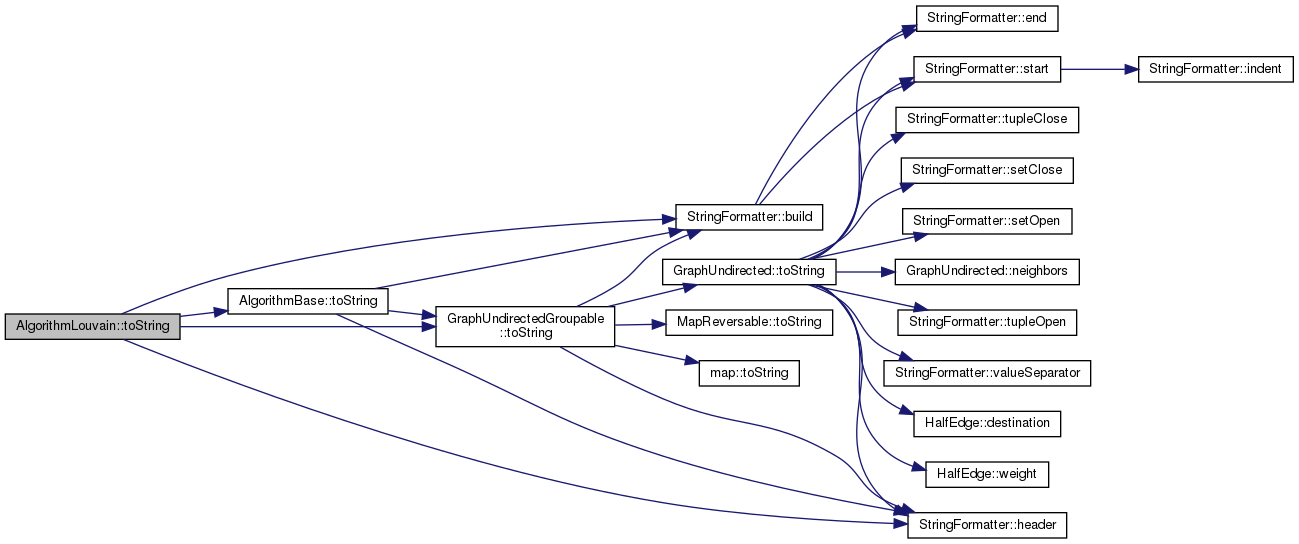 StringFormatter::end
StringFormatter::start
StringFormatter::indent
StringFormatter::tupleClose
StringFormatter::setClose
StringFormatter::build
StringFormatter::setOpen
GraphUndirected::toString
GraphUndirected::neighbors
AlgorithmBase::toString
AlgorithmLouvain::toString
GraphUndirectedGroupable
::toString
MapReversable::toString
StringFormatter::tupleOpen
map::toString
StringFormatter::valueSeparator
HalfEdge::destination
HalfEdge::weight
StringFormatter::header